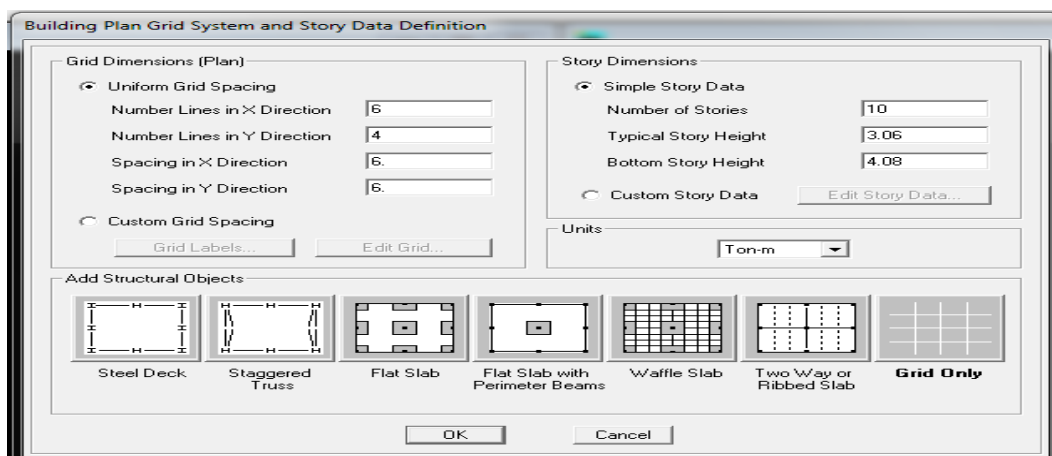 Building Plan Grid System and Story Data Definition
Grid Dimensions (Plan)
Uniform Grid Spacing
Number Lines in X Direction 6
Number Lines in Y Direction 4
Spacing in X Direction 6.
Spacing in Y Direction 6.
Custom Grid Spacing
Grid Labels... Edit Grid...
Story Dimensions
Simple Story Data
Number of Stories 10
Typical Story Height 3.06
Bottom Story Height 4.08
Custom Story Data Edit Story Data...
Units
Ton-m
Add Structural Objects
Steel Deck
Staggered
Truss
Flat Slab
Flat Slab with
Perimeter Beams
Waffle Slab
Two Way or
Ribbed Slab
Grid Only
OK Cancel